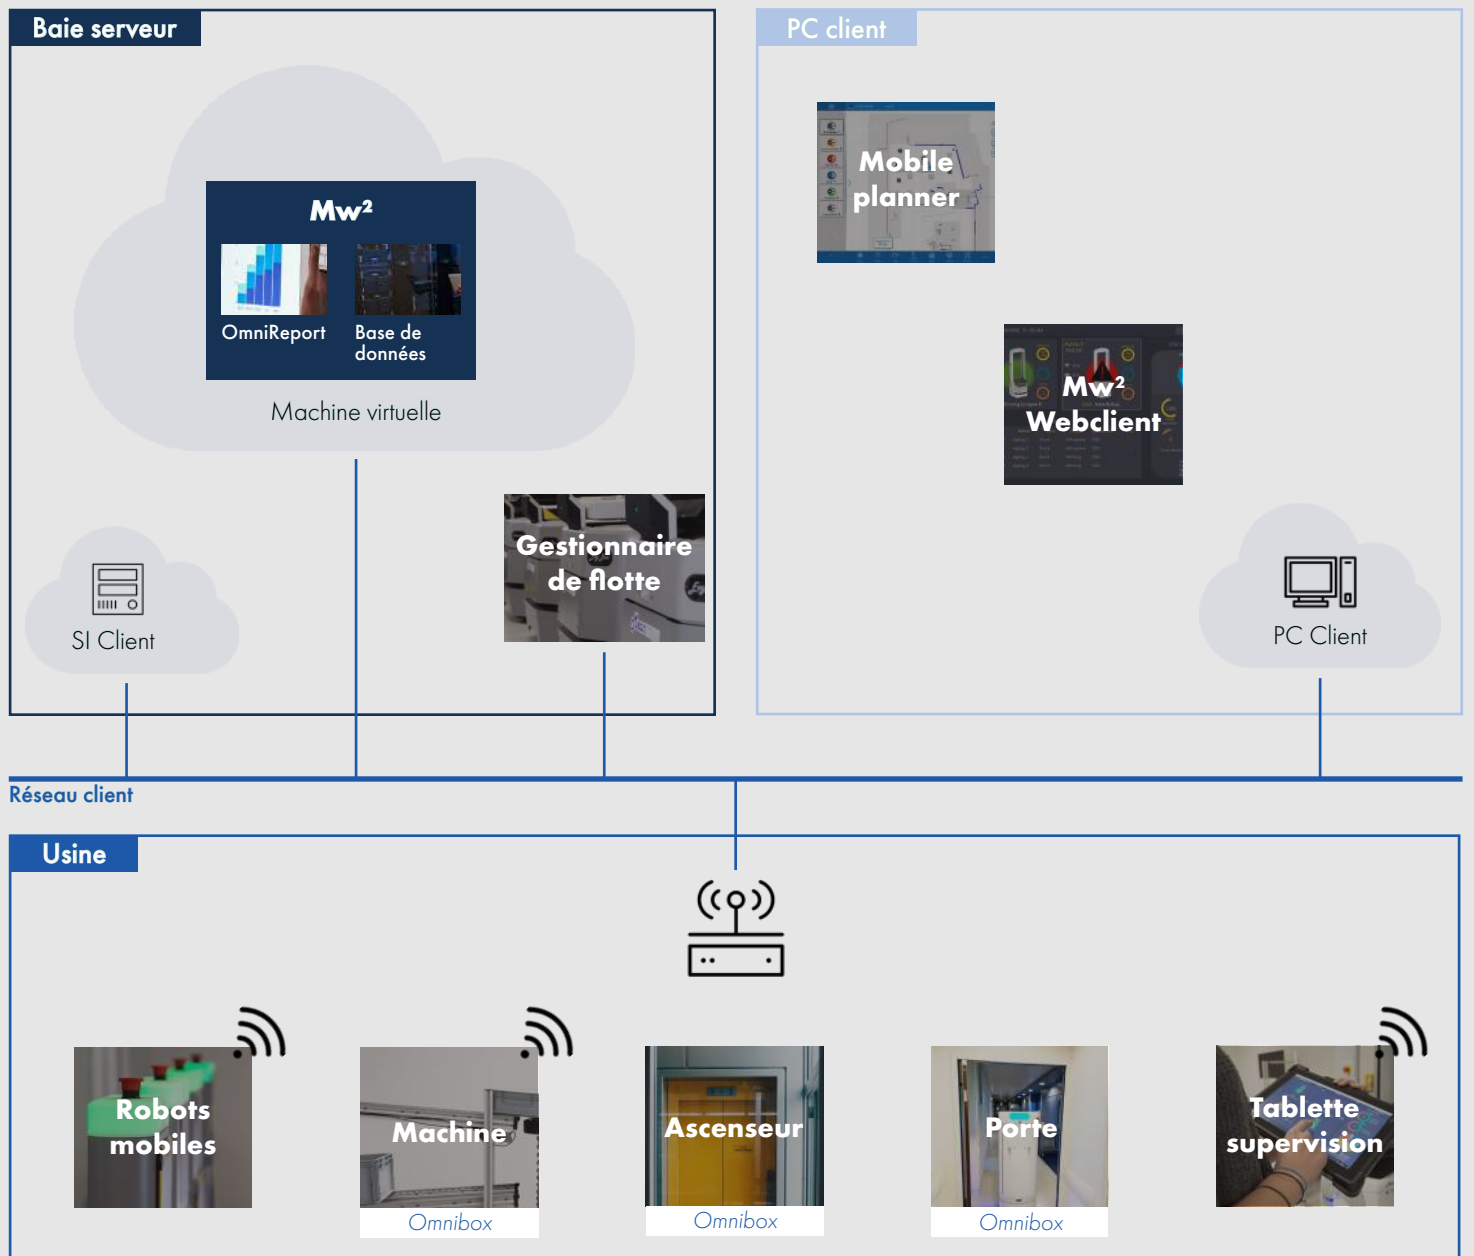 Baie serveur
PC client
Mobile
planner
Mw²
OmniReport
Base de
données
Machine virtuelle
Mw²
Webclient
Gestionnaire
de flotte
SI Client
PC Client
Réseau client
Usine
Robots
mobiles
Machine
Omnibox
Ascenseur
Omnibox
Porte
Omnibox
Tablette
supervision